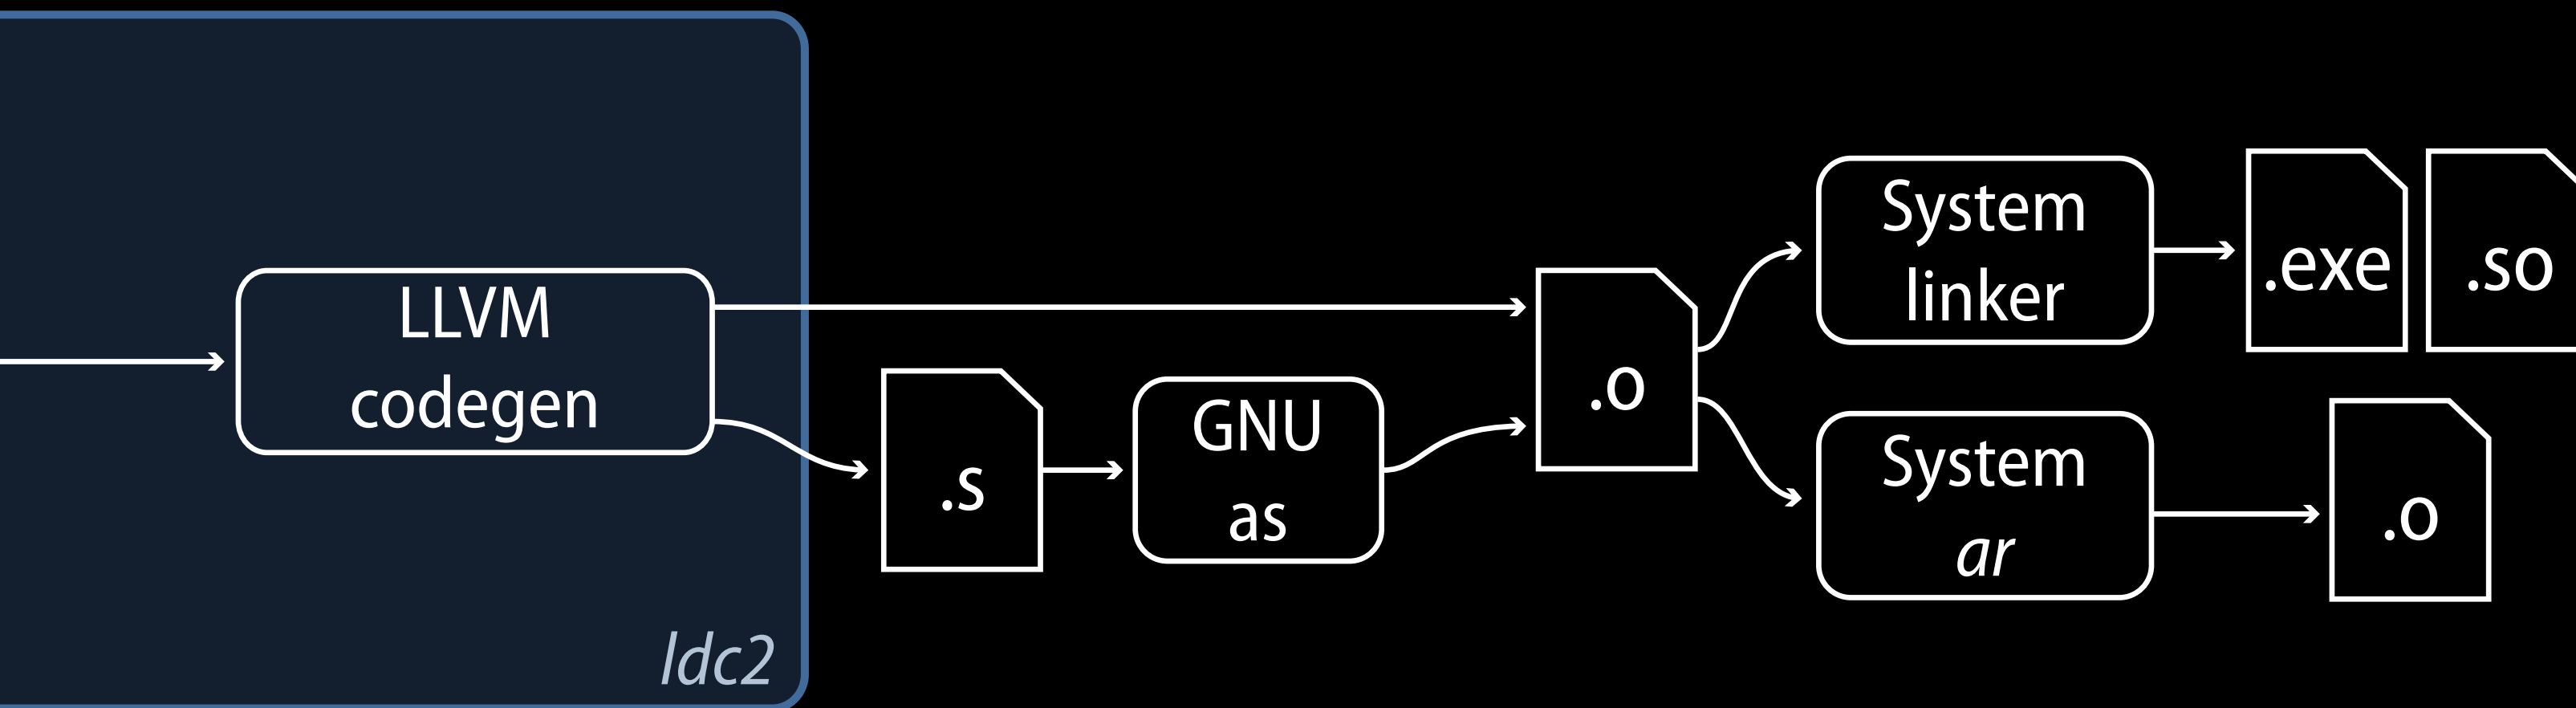 LLVM
codegen
ldc2
.s
GNU
as
.o
System
linker
System
ar
.exe
.so
.o